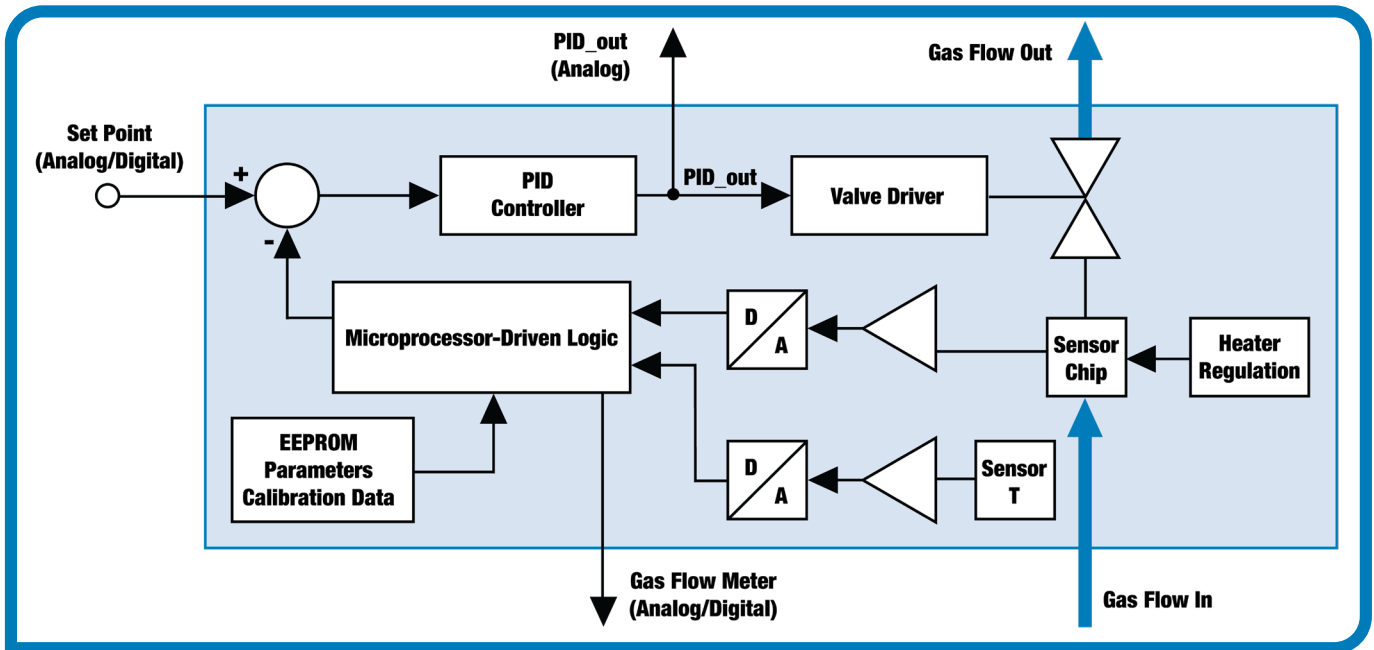 PID_out
(Analog)
Gas Flow Out
Set Point
(Analog/Digital)
+
-
PID
Controller
PID_out
Valve Driver
Microprocessor-Driven Logic
D
A
Sensor
Chip
Heater
Regulation
EEPROM
Parameters
Calibration Data
D
A
Sensor
T
Gas Flow Meter
(Analog/Digital)
Gas Flow In